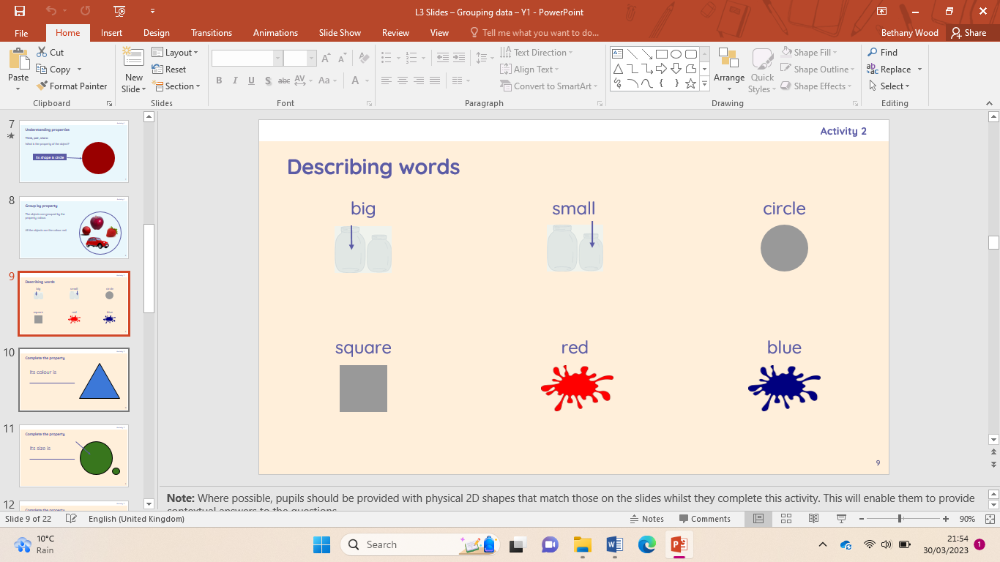 L3 Slides – Grouping data – Y1 - PowerPoint
File Home Insert Design Transitions Animations Slide Show Review View Tell me what you want to do... Bethany Wood Share
Paste
Cut
Copy
Format Painter
Clipboard
New Slide
Layout
Reset
Section
Slides
B I U S abc AV Aa A
Font
Text Direction
Align Text
Convert to SmartArt
Paragraph
Arrange
Quick Styles
Shape Fill
Shape Outline
Shape Effects
Drawing
Find
Replace
Select
Editing
7
Understanding properties
Think, pair, share:
What is the property of the object?
Its shape is circle
8
Group by property
The objects are grouped by the
property colour.
All the objects are the colour red.
9
Describing words
big small circle
square red blue
10
Complete the property
Its colour is
11
Complete the property
Its size is
12
Complete the property
Activity 2
Describing words
big small circle
square red blue
9
Note: Where possible, pupils should be provided with physical 2D shapes that match those on the slides whilst they complete this activity. This will enable them to provide
contextual answers to the questions
Slide 9 of 22 English (United Kingdom) Notes Comments 90%
10°C
Rain
Search
21:54
30/03/2023
1